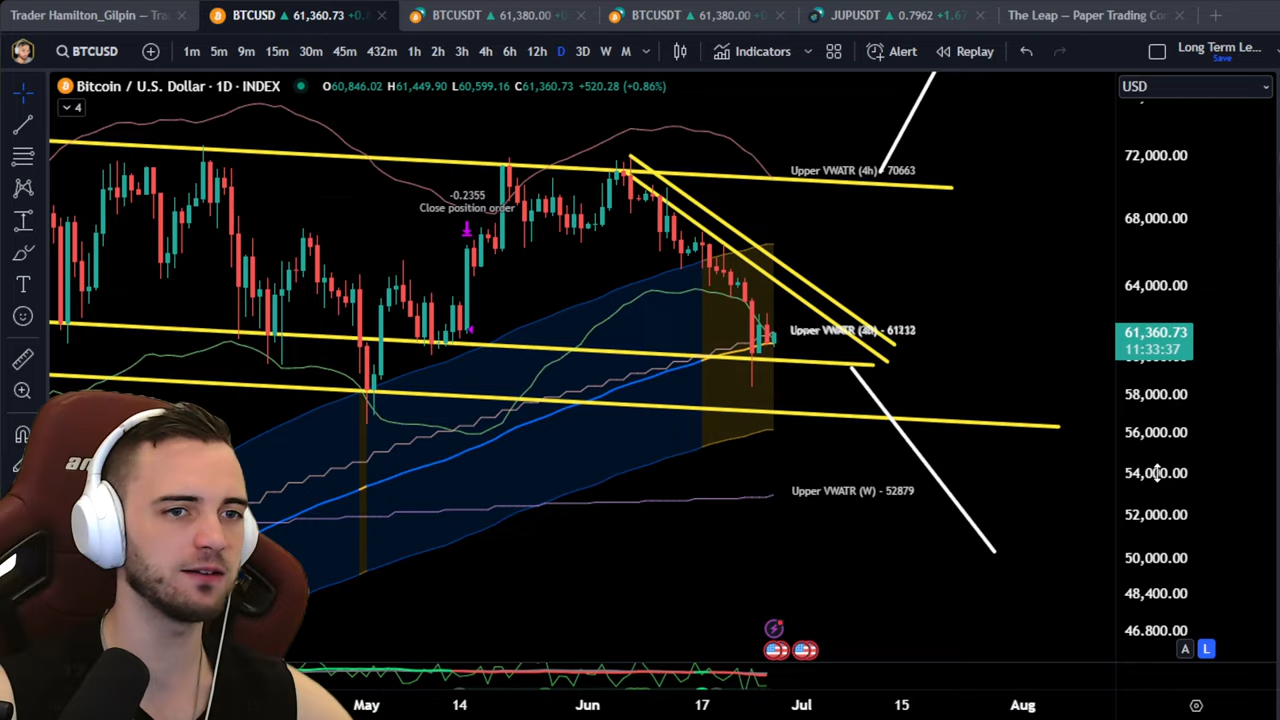 Trader Hamilton_Gilpin — Tra
BTCUSD 61,360.73 +0.
BTCUSDT 61,380.00 +0
BTCUSDT 61,380.00 +0
JUPUSDT 0.7962 +1.6
The Leap — Paper Trading Co
BTCUSD
1m 5m 9m 15m 30m 45m 432m 1h 2h 3h 4h 6h 12h D 3D W M
Indicators
Alert
Replay
Long Term Le...
Save
Bitcoin / U.S. Dollar · 1D · INDEX
O60,846.02 H61,449.90 L60,599.16 C61,360.73 +520.28 (+0.86%)
USD
4
72,000.00
Upper VWATR (4h) - 70663
-0.2355
Close position order
68,000.00
64,000.00
61,360.73
11:33:37
58,000.00
56,000.00
54,000.00
Upper VWATR (W) - 52879
52,000.00
50,000.00
48,400.00
46.800.00
A L
May 14 Jun 17 Jul 15 Aug